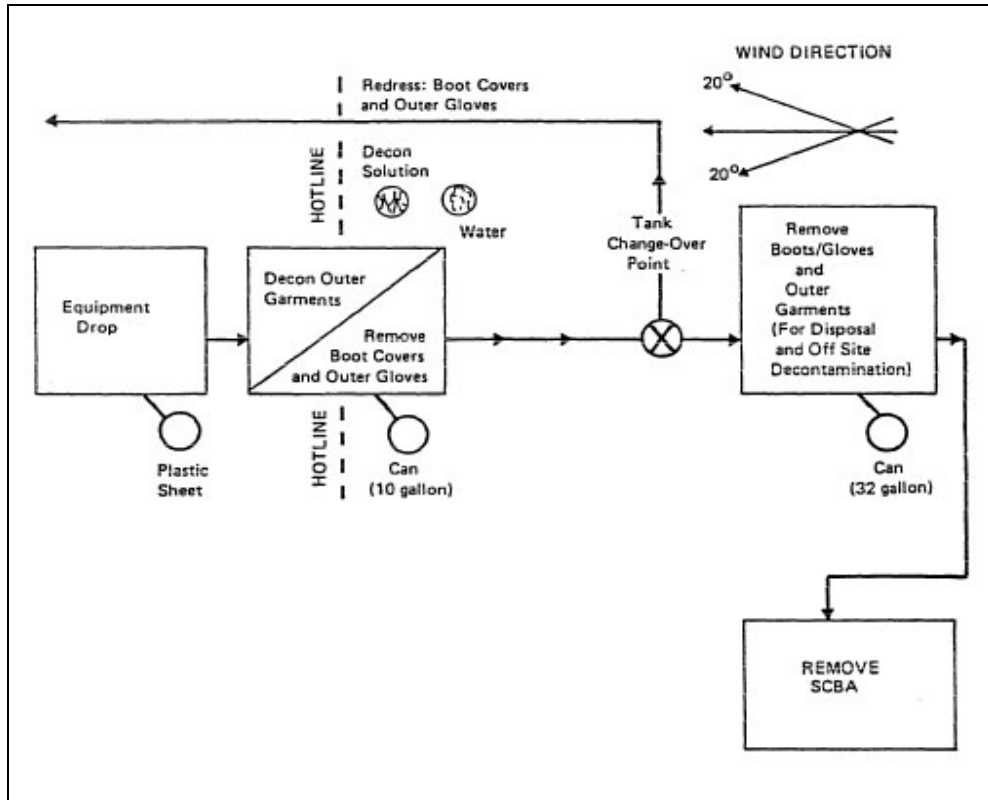 WIND DIRECTION
20°
20°
Redress: Boot Covers
and Outer Gloves
HOTLINE
Decon
Solution
Water
Tank
Change-Over
Point
Equipment
Drop
Decon Outer
Garments
Remove
Boot Covers
and Outer Gloves
Remove
Boots/Gloves
and
Outer
Garments
(For Disposal
and Off Site
Decontamination)
Plastic
Sheet
HOTLINE
Can
(10 gallon)
Can
(32 gallon)
REMOVE
SCBA